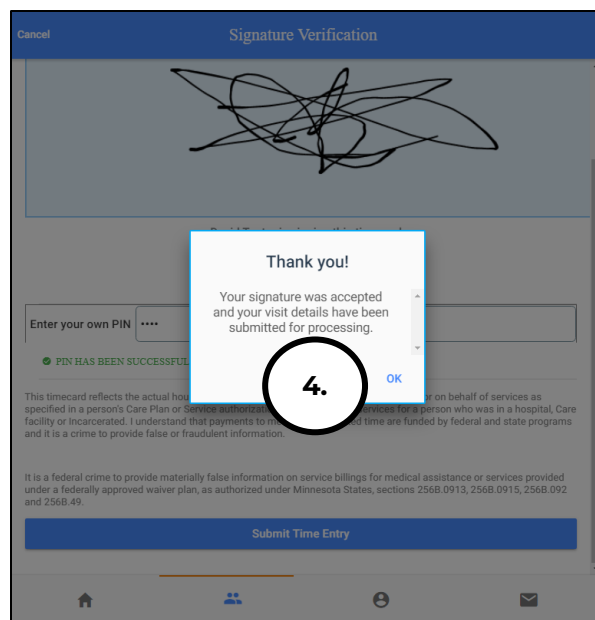 Cancel
Signature Verification
Thank you!
Your signature was accepted
and your visit details have been
submitted for processing.
Enter your own PIN ••••
PIN HAS BEEN SUCCESSFUL
OK
4.
This timecard reflects the actual hou or on behalf of services as
specified in a person's Care Plan or Service authorizat ervices for a person who was in a hospital, Care
facility or Incarcerated. I understand that payments to me ed time are funded by federal and state programs
and it is a crime to provide false or fraudulent information.
It is a federal crime to provide materially false information on service billings for medical assistance or services provided
under a federally approved waiver plan, as authorized under Minnesota States, sections 256B.0913, 256B.0915, 256B.092
and 256B.49.
Submit Time Entry